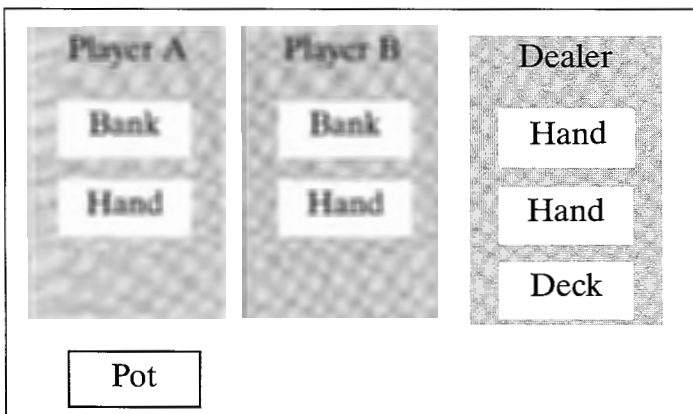 Player A
Bank
Hand
Player B
Bank
Hand
Dealer
Hand
Hand
Deck
Pot